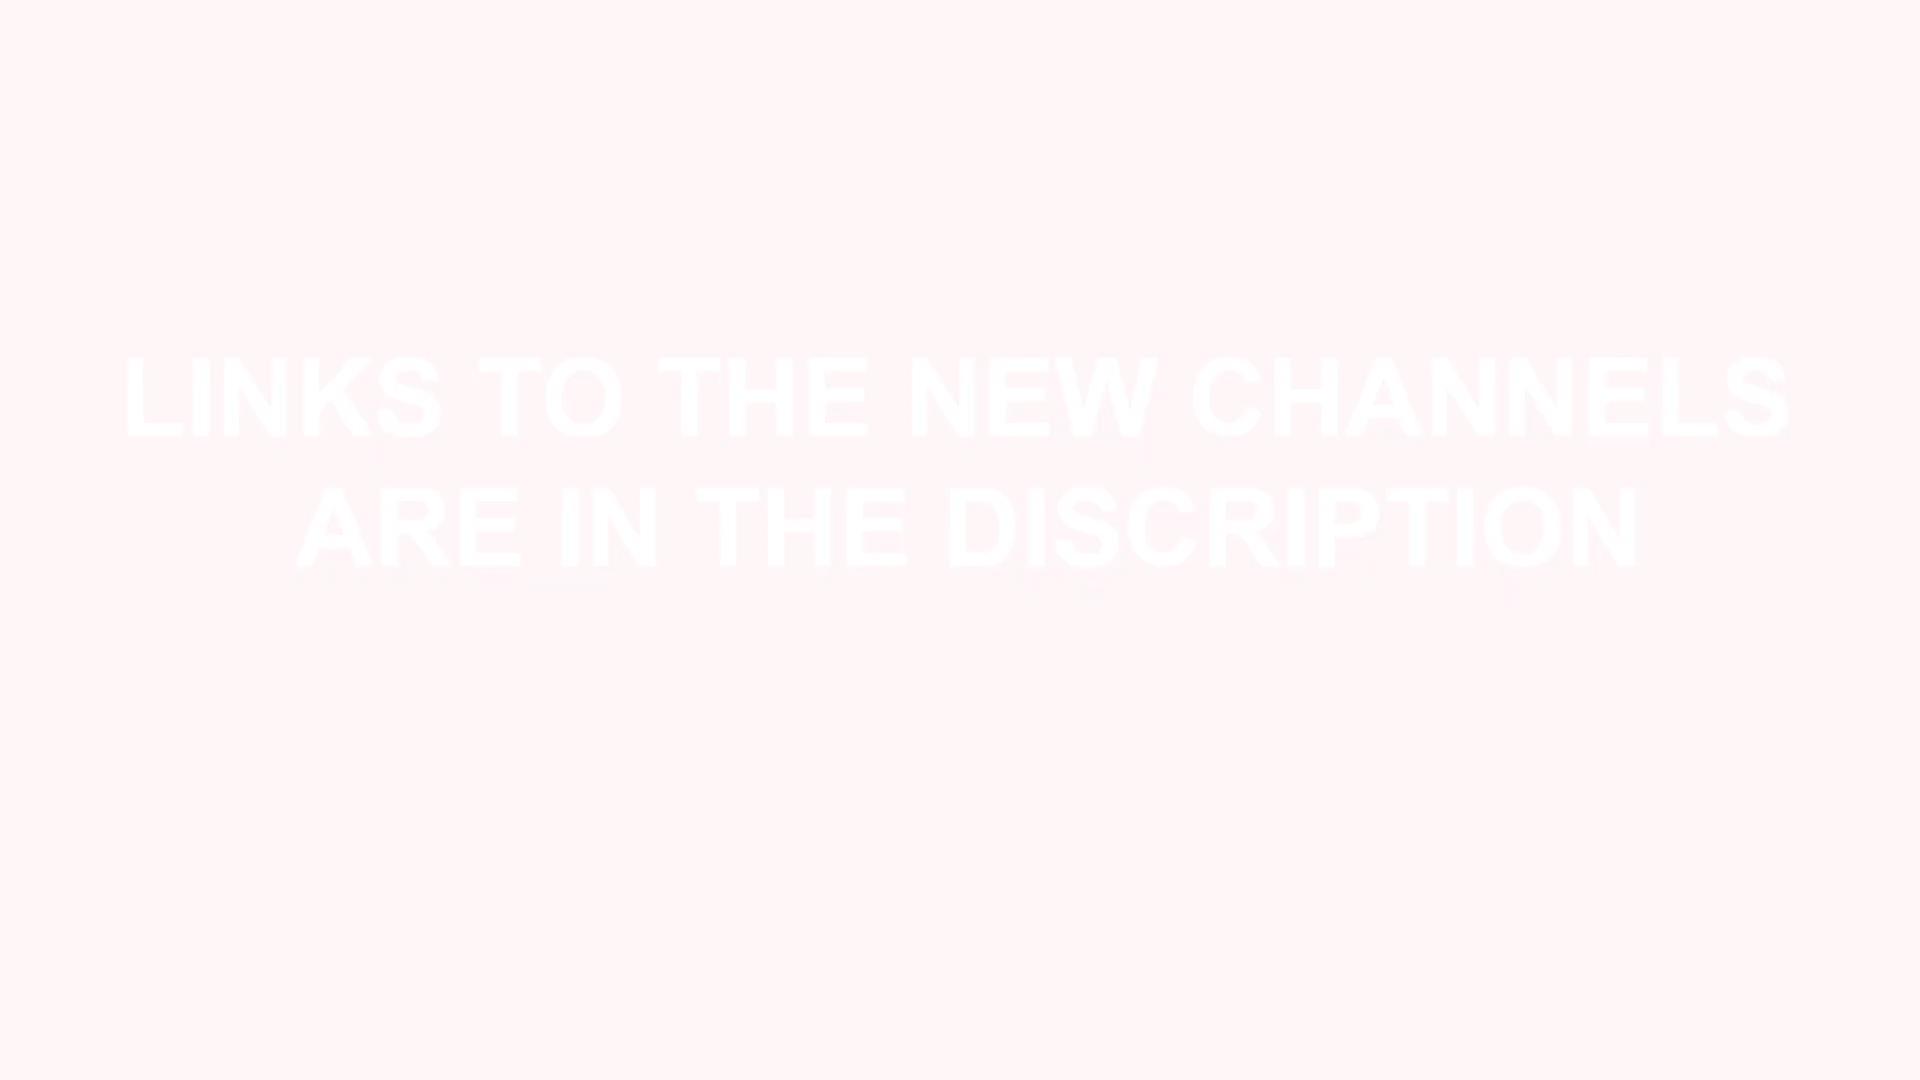 LINKS TO THE NEW CHANNELS
ARE IN THE DISCRIPTION